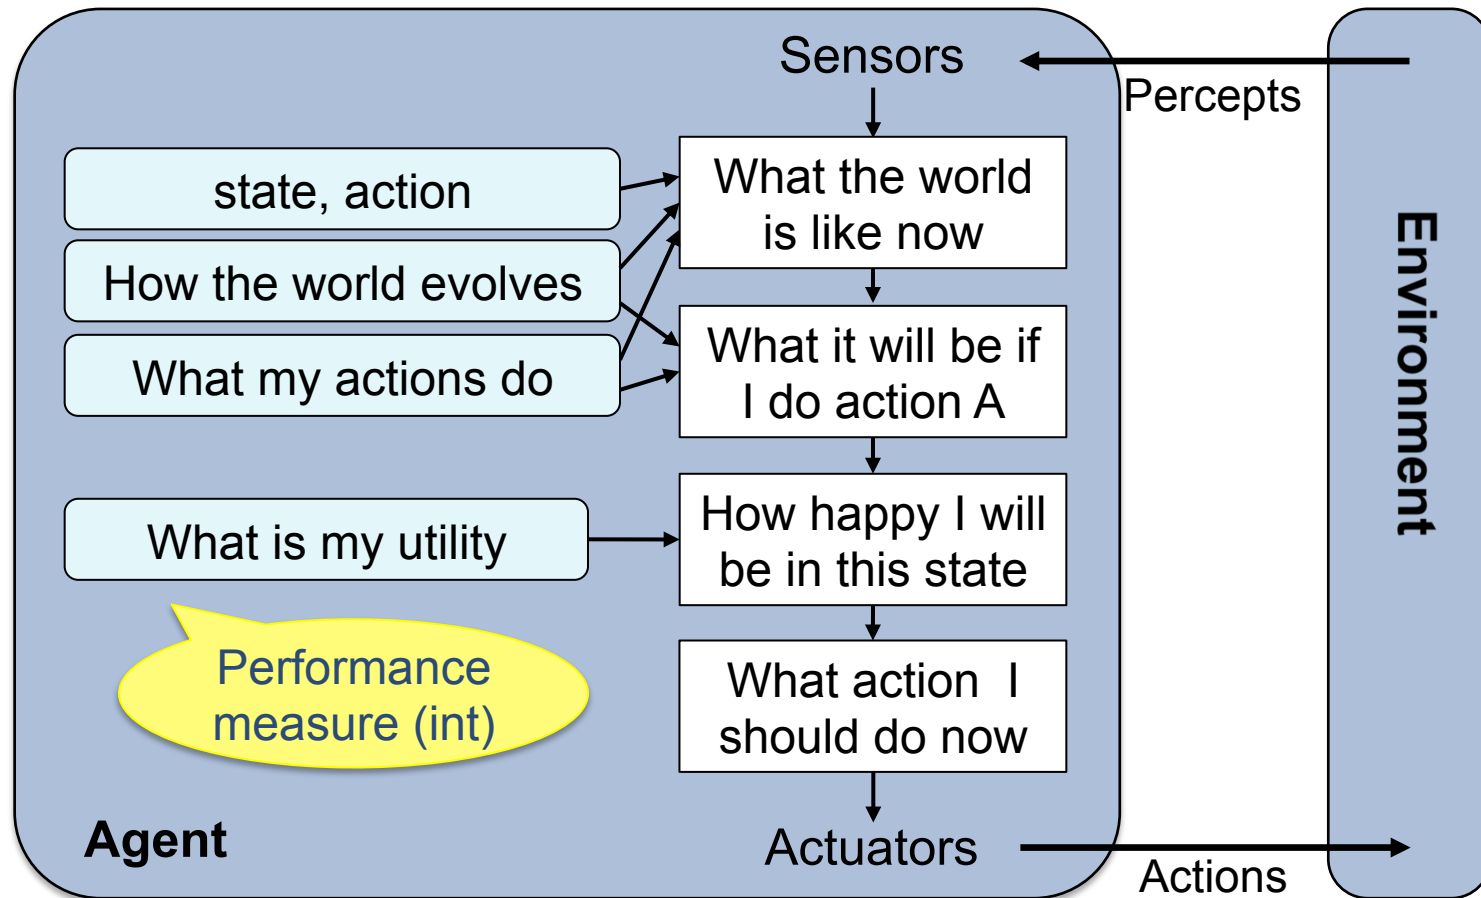 Sensors
Percepts
state, action
What the world
is like now
How the world evolves
What my actions do
What it will be if
I do action A
What is my utility
How happy I will
be in this state
Performance
measure (int)
What action I
should do now
Agent
Actuators
Actions
Environment